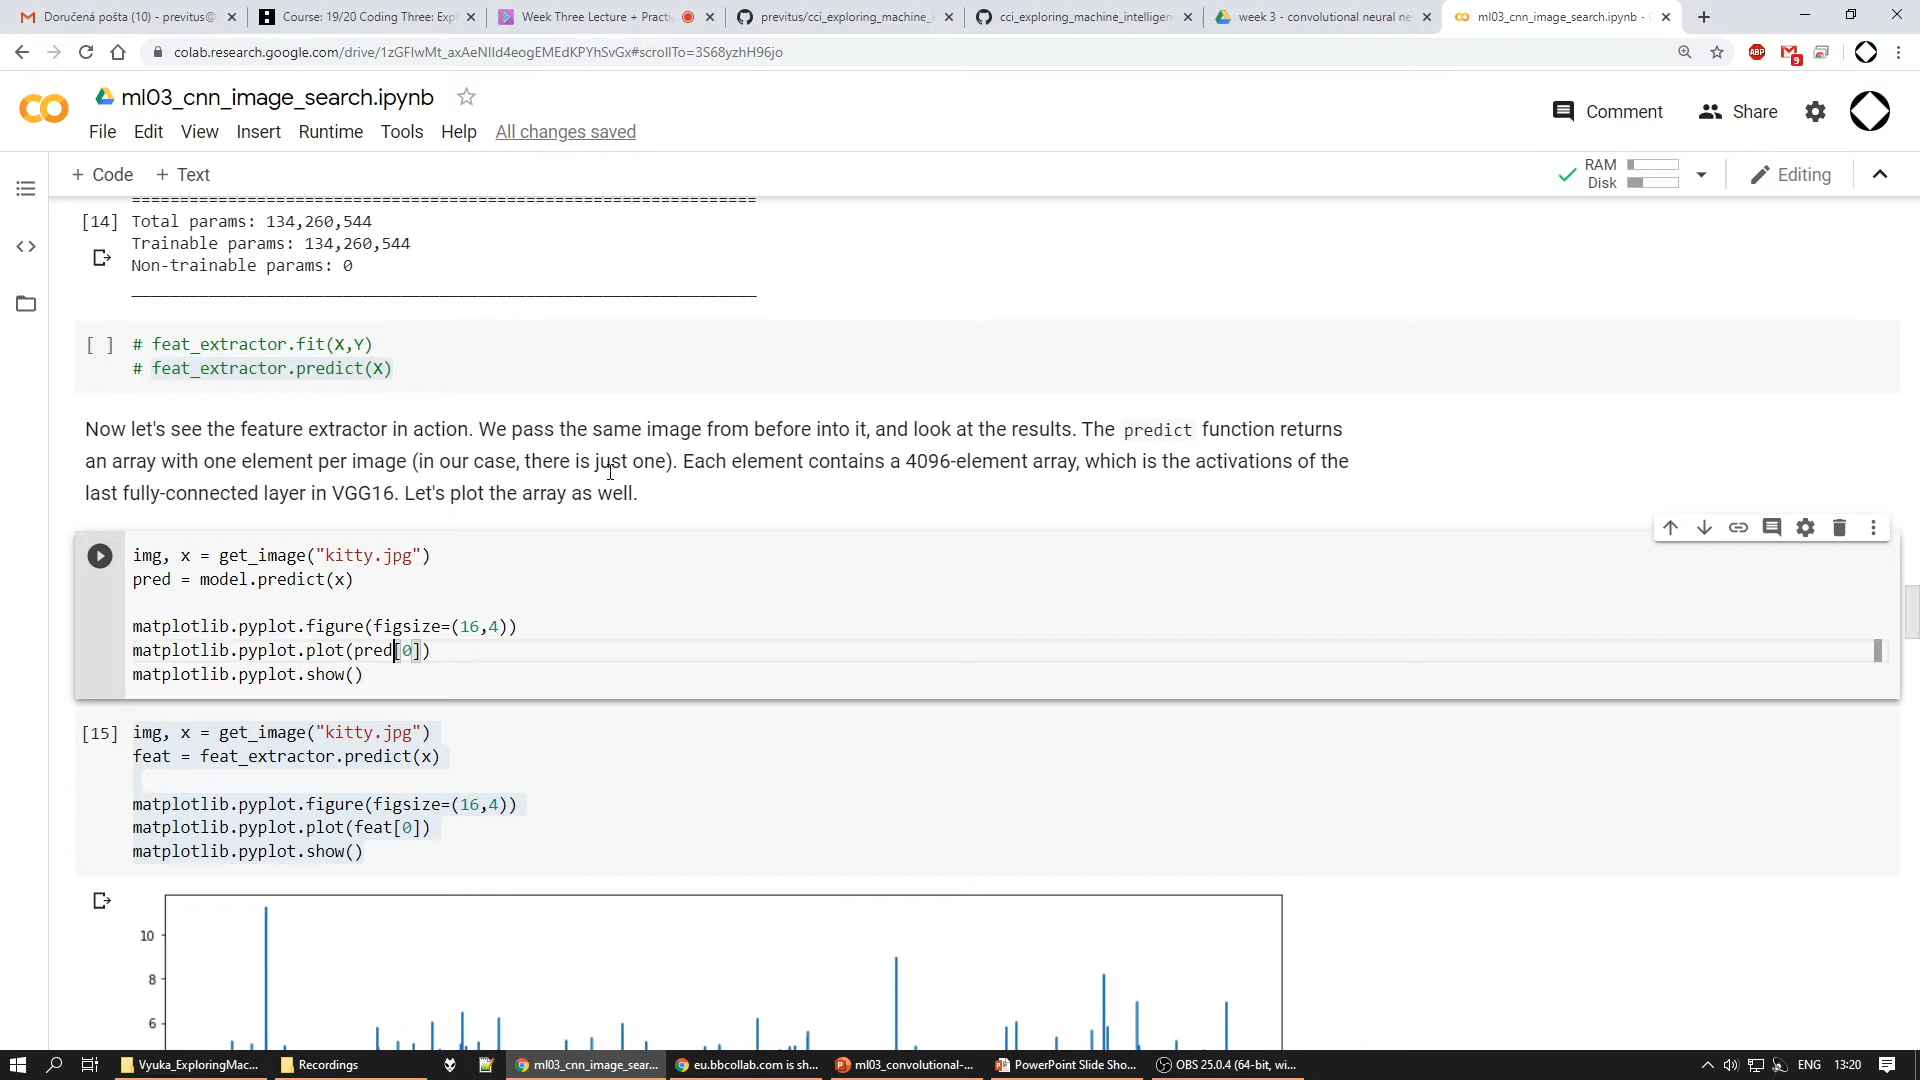 Doručená pošta (10) - previtus@
Course: 19/20 Coding Three: Exp
Week Three Lecture + Practi
previtus/cci_exploring_machine_
cci_exploring_machine_intelligen
week 3 - convolutional neural ne
ml03_cnn_image_search.ipynb -
colab.research.google.com/drive/1zGFIwMt_axAeNIId4eogEMEdKPYhSvGx#scrollTo=3S68yzhH96jo
ABP
9
ml03_cnn_image_search.ipynb
Comment
Share
File Edit View Insert Runtime Tools Help All changes saved
+ Code + Text
RAM
Disk
Editing
[14] Total params: 134,260,544
Trainable params: 134,260,544
Non-trainable params: 0
[ ] # feat_extractor.fit(X,Y)
# feat_extractor.predict(X)
Now let's see the feature extractor in action. We pass the same image from before into it, and look at the results. The predict function returns
an array with one element per image (in our case, there is just one). Each element contains a 4096-element array, which is the activations of the
last fully-connected layer in VGG16. Let's plot the array as well.
img, x = get_image("kitty.jpg")
pred = model.predict(x)
matplotlib.pyplot.figure(figsize=(16,4))
matplotlib.pyplot.plot(pred[0])
matplotlib.pyplot.show()
[15] img, x = get_image("kitty.jpg")
feat = feat_extractor.predict(x)
matplotlib.pyplot.figure(figsize=(16,4))
matplotlib.pyplot.plot(feat[0])
matplotlib.pyplot.show()
10
8
6
Vyuka_ExploringMac...
Recordings
ml03_cnn_image_sear...
eu.bbcollab.com is sh...
ml03_convolutional-...
PowerPoint Slide Sho...
OBS 25.0.4 (64-bit, wi...
ENG
13:20